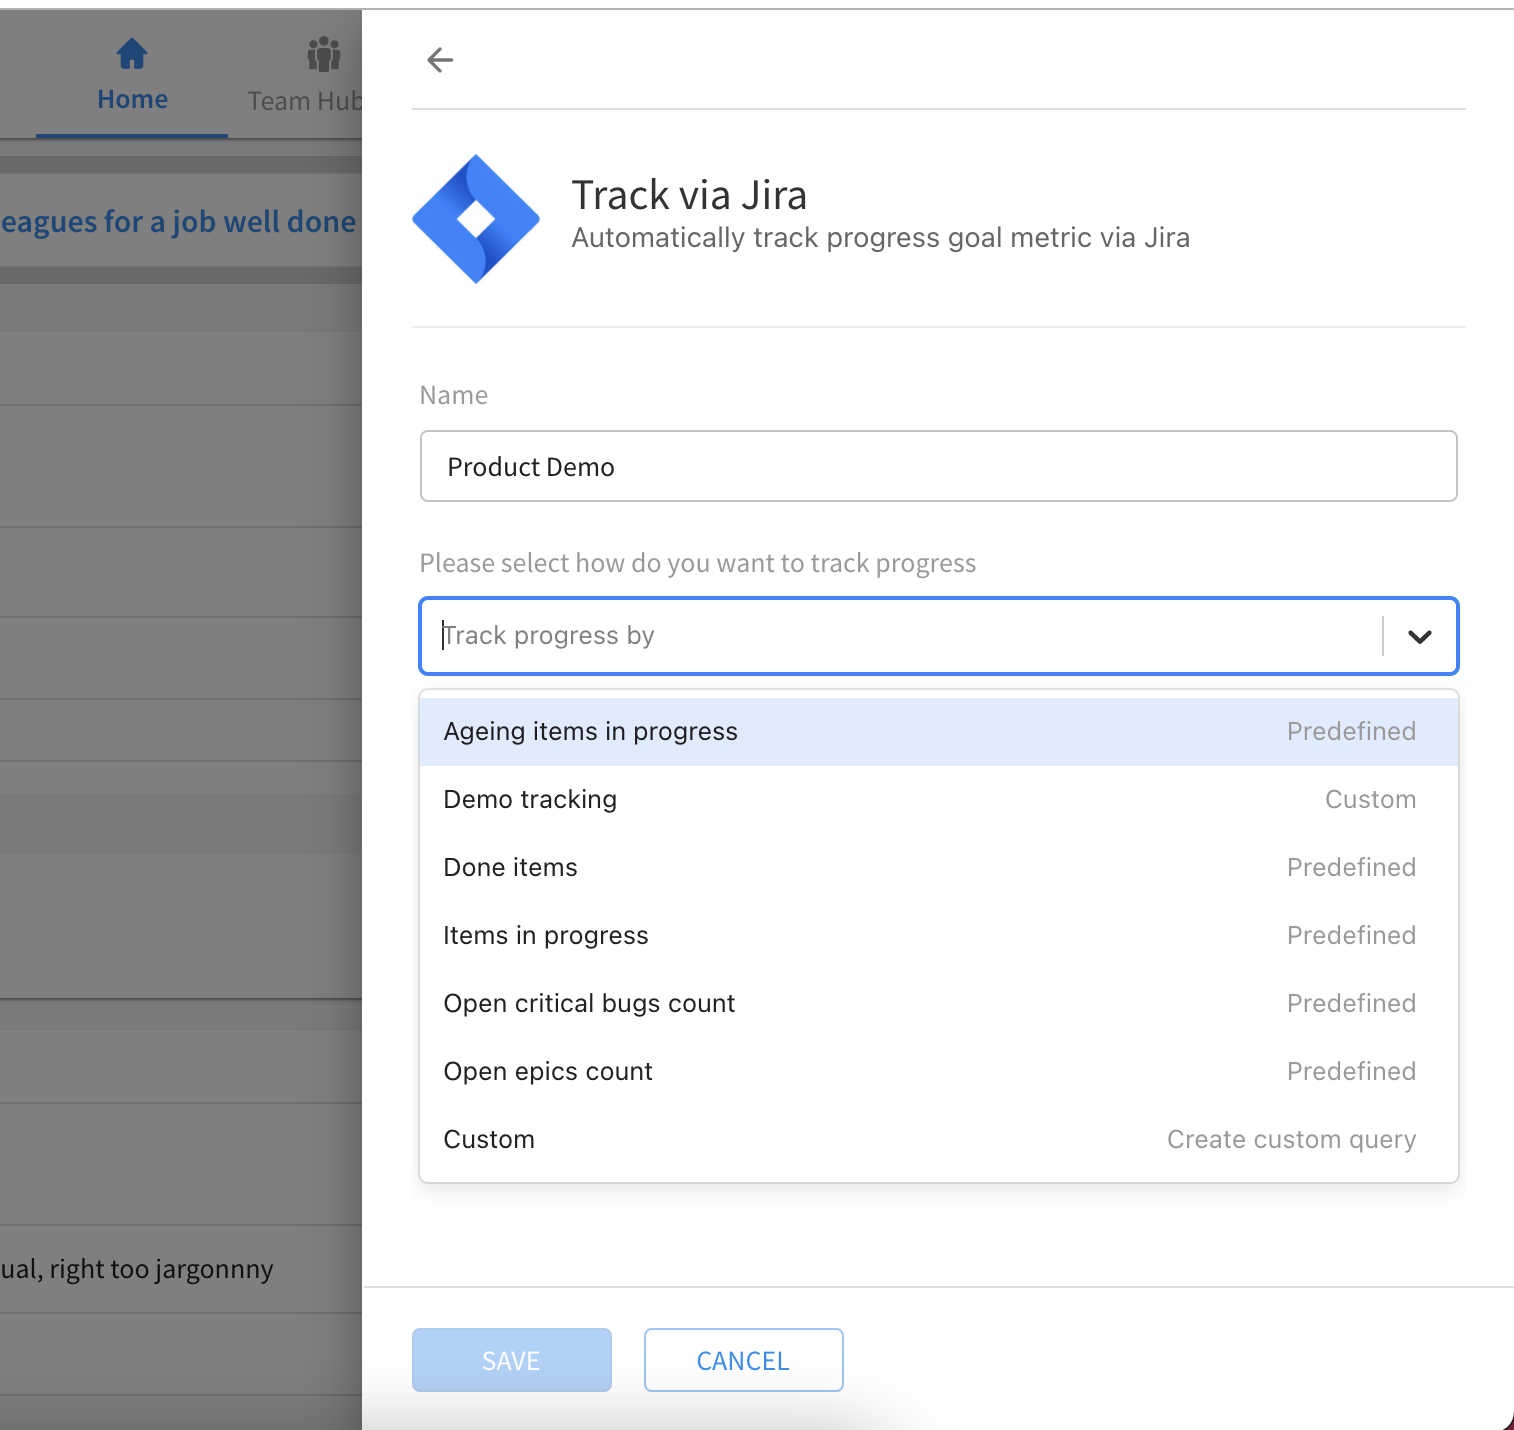 Home
Team Hub
eagues for a job well done
Track via Jira
Automatically track progress goal metric via Jira
Name
Product Demo
Please select how do you want to track progress
Track progress by
Ageing items in progress Predefined
Demo tracking Custom
Done items Predefined
Items in progress Predefined
Open critical bugs count Predefined
Open epics count Predefined
Custom Create custom query
ual, right too jargonnny
SAVE CANCEL